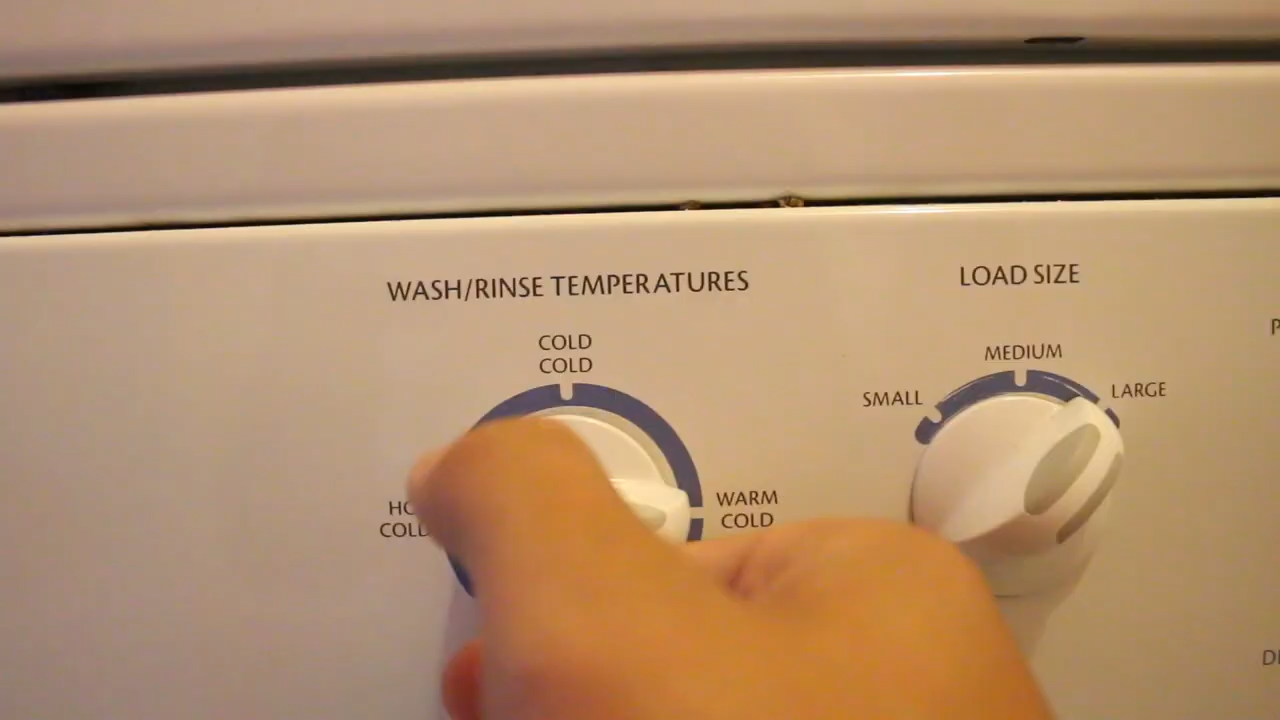 WASH/RINSE TEMPERATURES
COLD
COLD
COLD
WARM
COLD
LOAD SIZE
SMALL
MEDIUM
LARGE